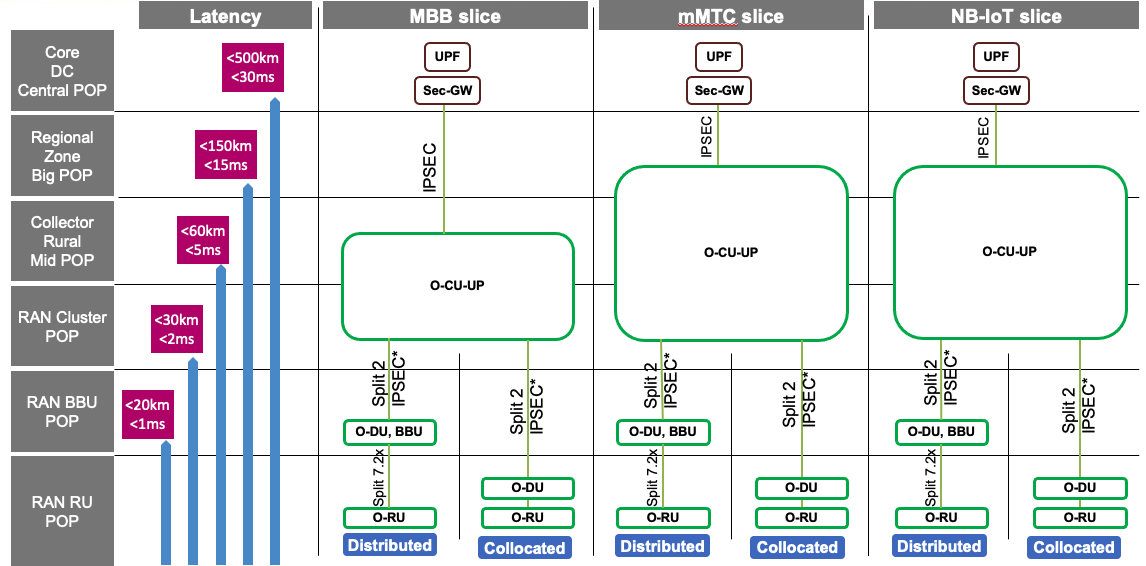 Latency
MBB slice
mMTC slice
NB-IoT slice
Core
DC
Central POP
<500km
<30ms
UPF
Sec-GW
UPF
Sec-GW
UPF
Sec-GW
Regional
Zone
Big POP
<150km
<15ms
IPSEC
IPSEC
IPSEC
Collector
Rural
Mid POP
<60km
<5ms
O-CU-UP
O-CU-UP
O-CU-UP
RAN Cluster
POP
<30km
<2ms
RAN BBU
POP
<20km
<1ms
Split 2
IPSEC*
Split 2
IPSEC*
Split 2
IPSEC*
Split 2
IPSEC*
Split 2
IPSEC*
Split 2
IPSEC*
O-DU, BBU
O-DU, BBU
O-DU, BBU
RAN RU
POP
Split 7.2x
Split 7.2x
Split 7.2x
O-DU
O-DU
O-DU
O-RU
O-RU
O-RU
O-RU
O-RU
O-RU
Distributed
Collocated
Distributed
Collocated
Distributed
Collocated